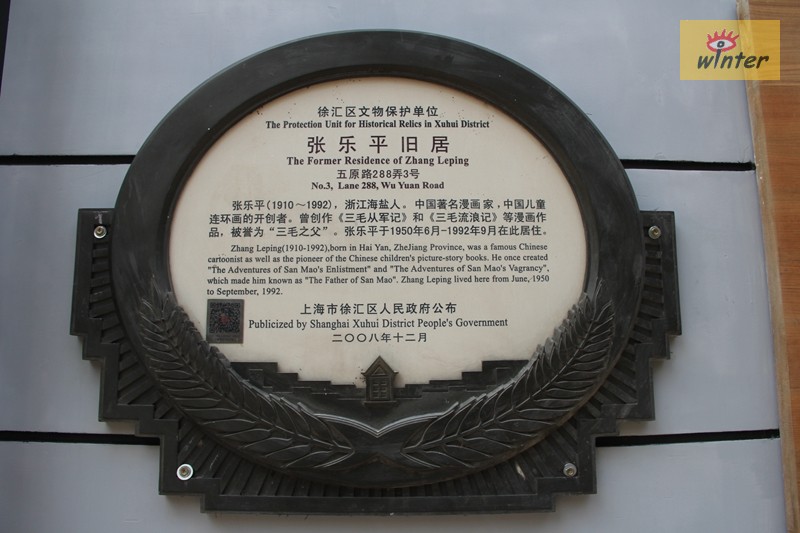 winter
徐汇区文物保护单位
The Protection Unit for Historical Relics in Xuhui District
张乐平旧居
The Former Residence of Zhang Leping
五原路288弄3号
No.3, Lane 288, Wu Yuan Road
张乐平(1910～1992)，浙江海盐人。中国著名漫画家，中国儿童
连环画的开创者。曾创作《三毛从军记》和《三毛流浪记》等漫画作
品，被誉为“三毛之父”。张乐平于1950年6月-1992年9月在此居住。
Zhang Leping(1910-1992),born in Hai Yan, ZheJiang Province, was a famous Chinese
cartoonist as well as the pioneer of the Chinese children's picture-story books. He once created
"The Adventures of San Mao's Enlistment" and "The Adventures of San Mao's Vagrancy",
which made him known as "The Father of San Mao". Zhang Leping lived here from June, 1950
to September, 1992.
上海市徐汇区人民政府公布
Publicized by Shanghai Xuhui District People's Government
二〇〇八年十二月